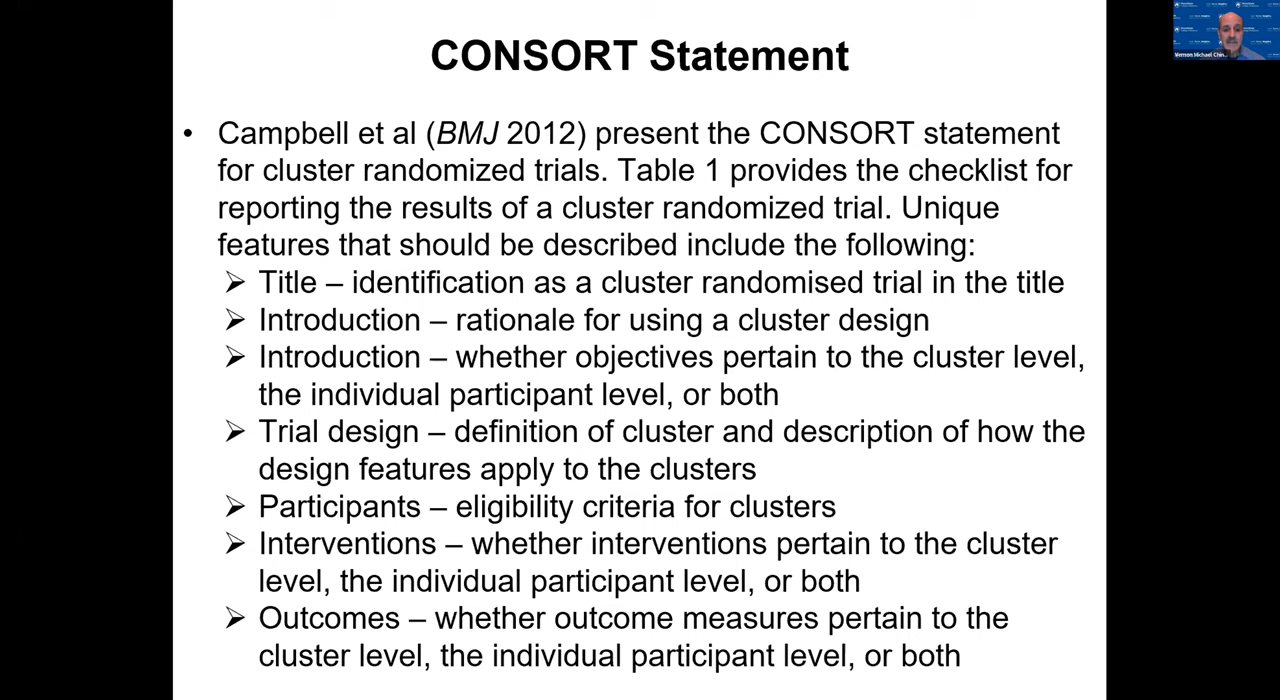 CONSORT Statement
• Campbell et al (BMJ 2012) present the CONSORT statement
for cluster randomized trials. Table 1 provides the checklist for
reporting the results of a cluster randomized trial. Unique
features that should be described include the following:
➢ Title – identification as a cluster randomised trial in the title
➢ Introduction – rationale for using a cluster design
➢ Introduction – whether objectives pertain to the cluster level,
the individual participant level, or both
➢ Trial design – definition of cluster and description of how the
design features apply to the clusters
➢ Participants – eligibility criteria for clusters
➢ Interventions – whether interventions pertain to the cluster
level, the individual participant level, or both
➢ Outcomes – whether outcome measures pertain to the
cluster level, the individual participant level, or both
Vernon Michael